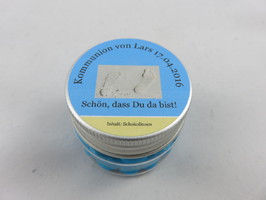 Kommunion von Lars 17.04.2016
Schön, dass Du da bist!
Inhalt: Schokolinsen